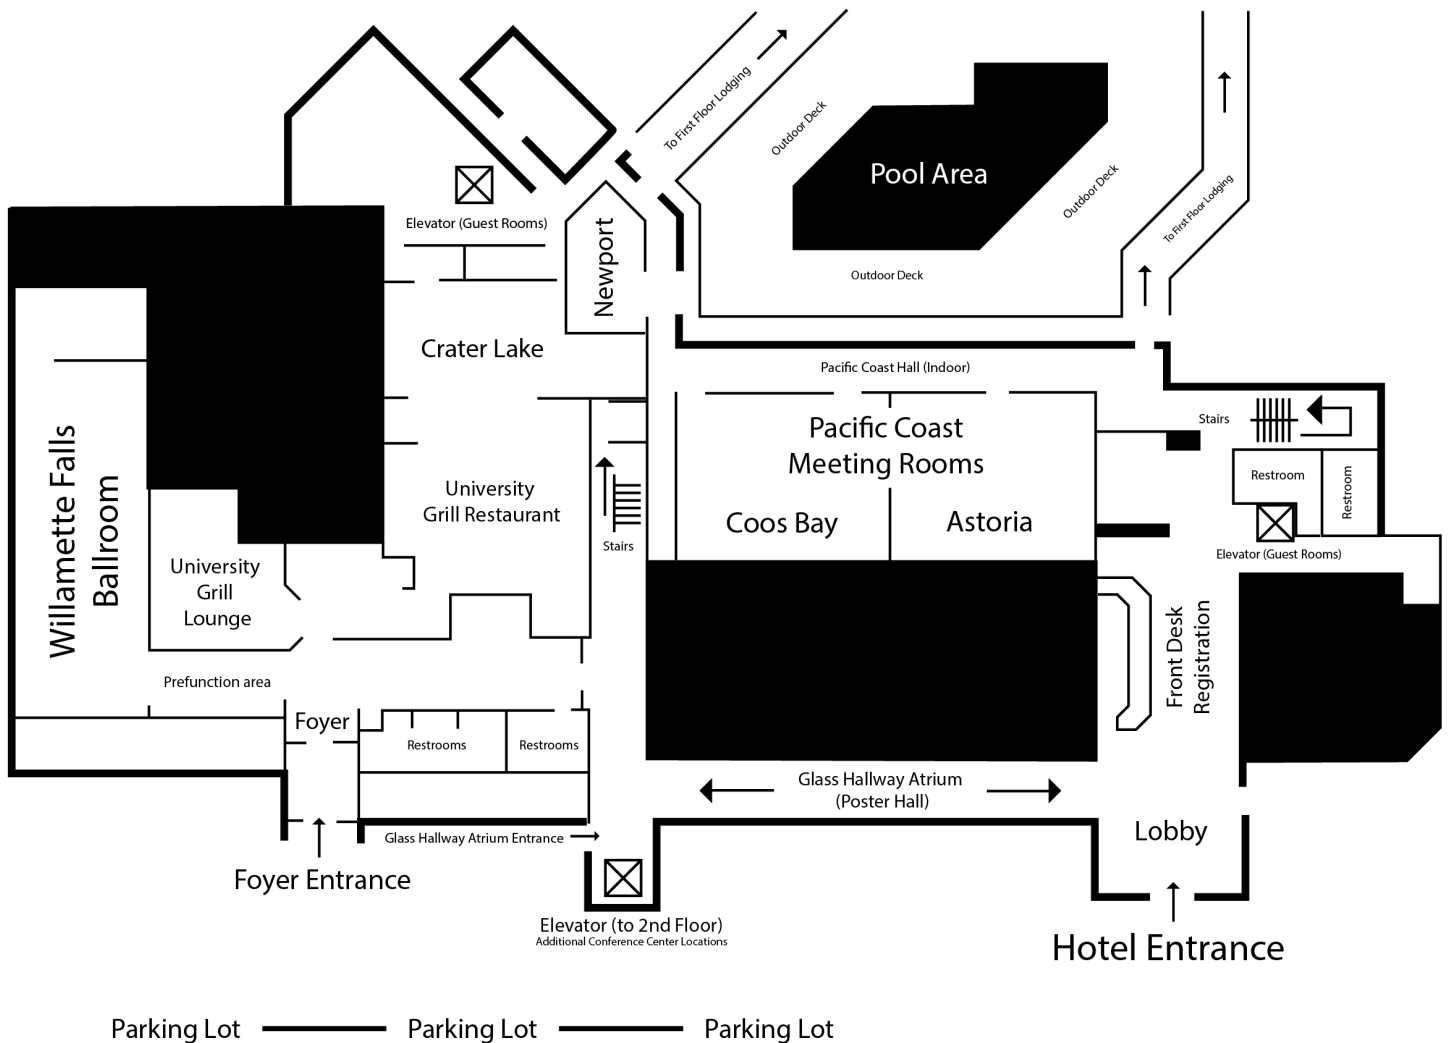 To First Floor Lodging
Outdoor Deck
Pool Area
Outdoor Deck
To First Floor Lodging
Elevator (Guest Rooms)
Newport
Outdoor Deck
Crater Lake
Pacific Coast Hall (Indoor)
Stairs
Pacific Coast
Meeting Rooms
Restroom
Restroom
Willamette Falls
Ballroom
University
Grill Restaurant
Coos Bay
Astoria
Stairs
Elevator (Guest Rooms)
University
Grill
Lounge
Front Desk
Registration
Prefunction area
Foyer
Restrooms
Restrooms
Glass Hallway Atrium
(Poster Hall)
Glass Hallway Atrium Entrance
Lobby
Foyer Entrance
Elevator (to 2nd Floor)
Additional Conference Center Locations
Hotel Entrance
Parking Lot
Parking Lot
Parking Lot